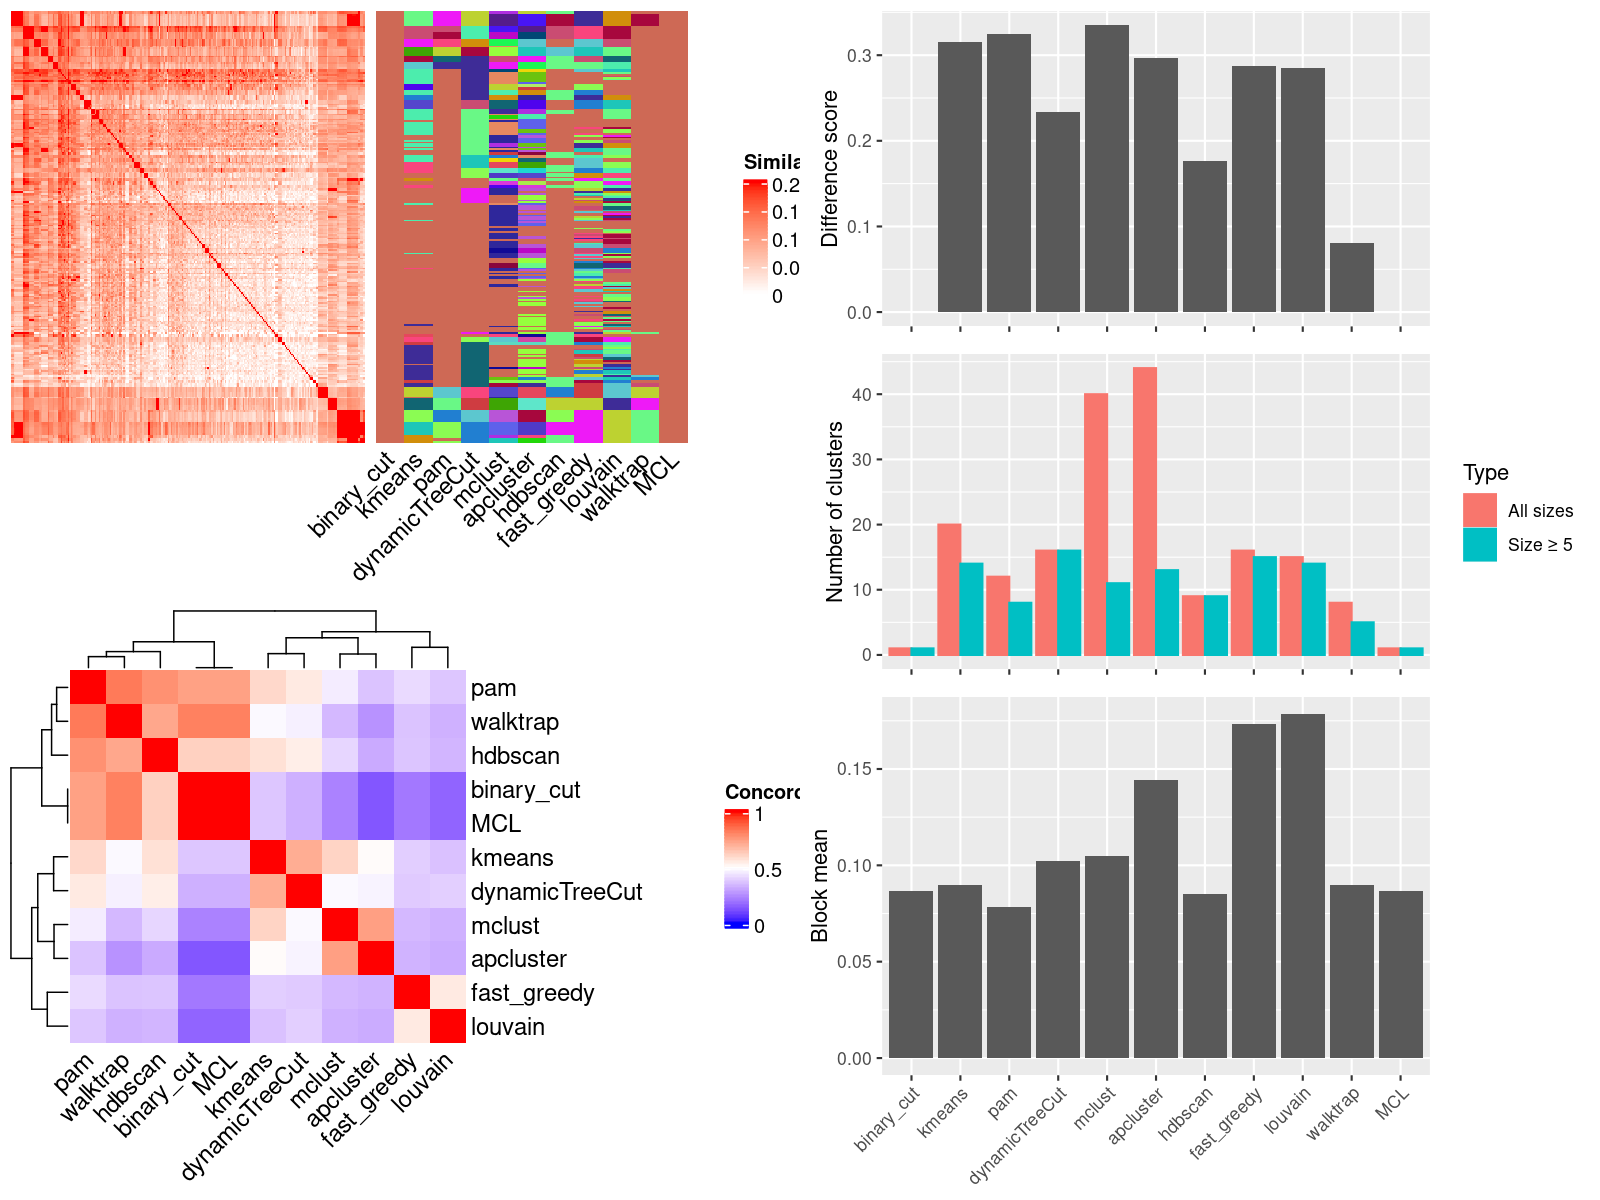 Simila
0.2
0.1
0.1
0.0
0
binary_cut
kmeans
pam
dynamicTreeCut
mclust
apcluster
hdbscan
fast_greedy
louvain
walktrap
MCL
pam
walktrap
hdbscan
binary_cut
MCL
kmeans
dynamicTreeCut
mclust
apcluster
fast_greedy
louvain
pam
walktrap
hdbscan
binary_cut
MCL
kmeans
dynamicTreeCut
mclust
apcluster
fast_greedy
louvain
Concord
1
0.5
0
Difference score
0.3
0.2
0.1
0.0
Number of clusters
40
30
20
10
0
Type
All sizes
Size ≥ 5
Block mean
0.15
0.10
0.05
0.00
binary_cut
kmeans
pam
dynamicTreeCut
mclust
apcluster
hdbscan
fast_greedy
louvain
walktrap
MCL